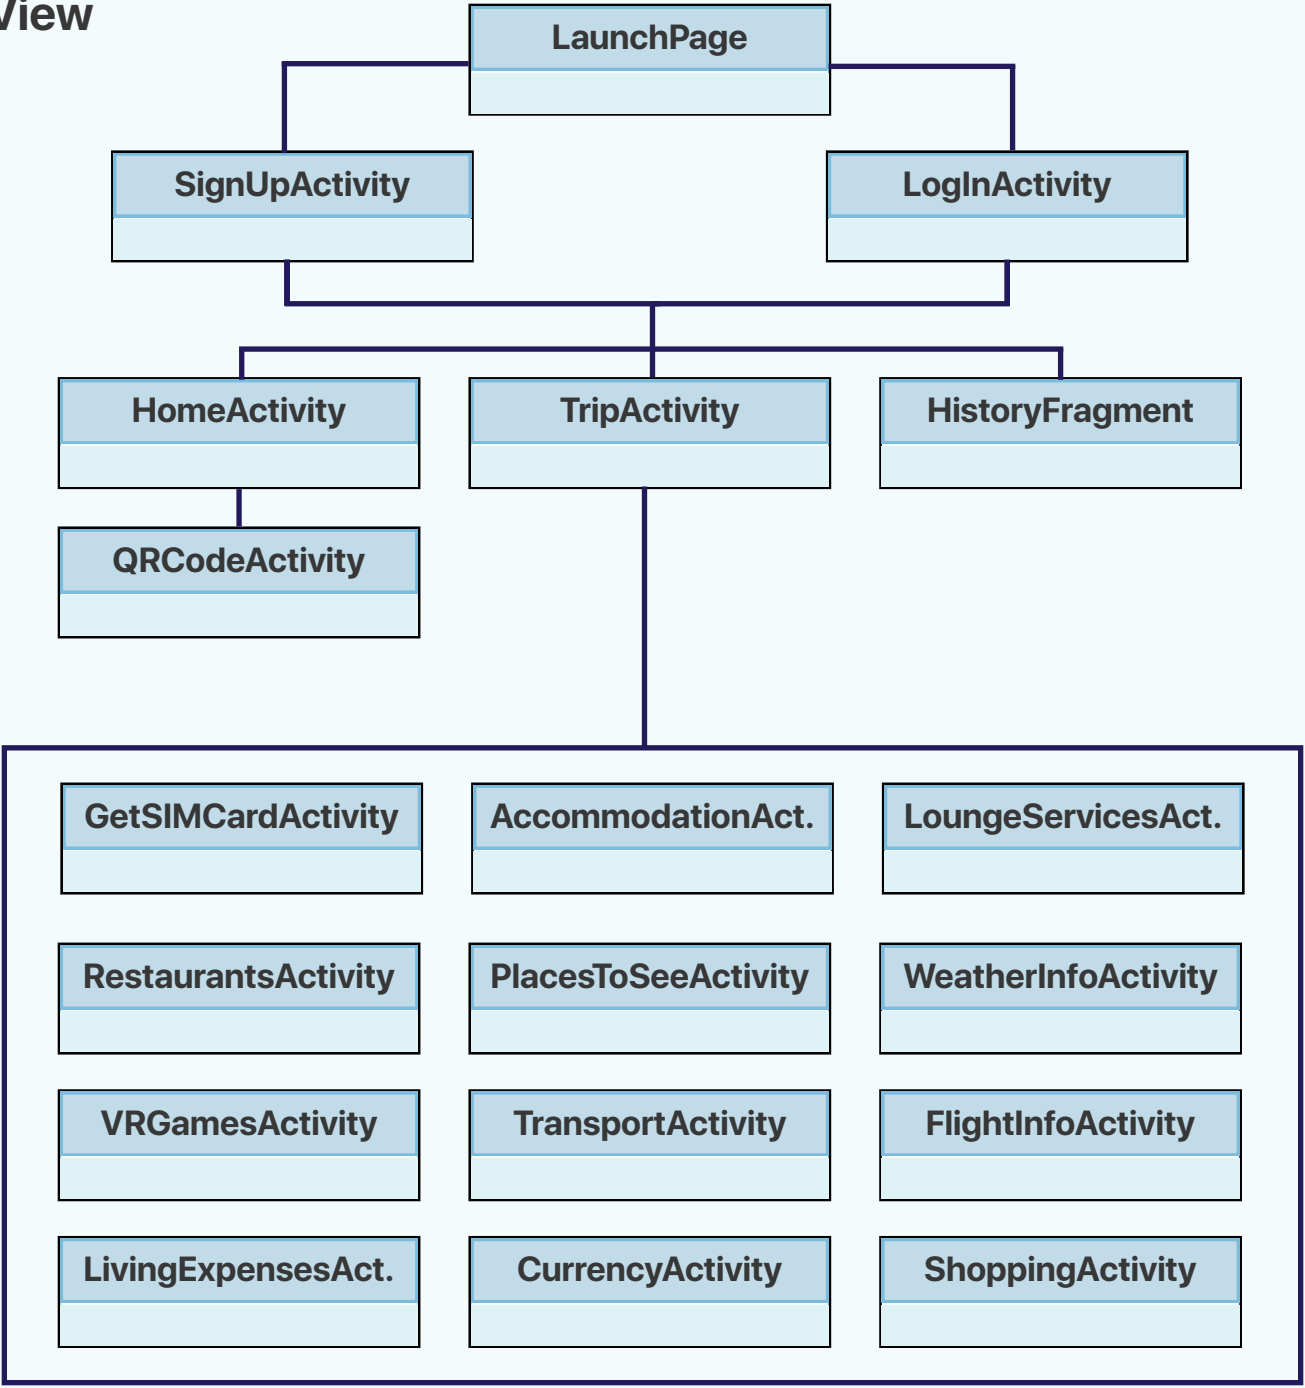 View
LaunchPage
SignUpActivity
LogInActivity
HomeActivity
TripActivity
HistoryFragment
QRCodeActivity
GetSIMCardActivity
AccommodationAct.
LoungeServicesAct.
RestaurantsActivity
PlacesToSeeActivity
WeatherInfoActivity
VRGamesActivity
TransportActivity
FlightInfoActivity
LivingExpensesAct.
CurrencyActivity
ShoppingActivity